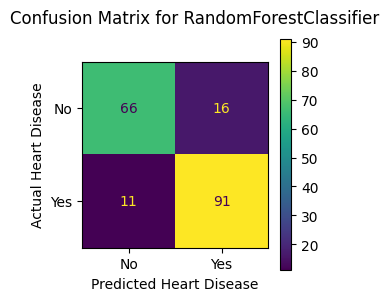 Confusion Matrix for RandomForestClassifier
Actual Heart Disease
No
Yes
66
16
11
91
No
Yes
Predicted Heart Disease
90
80
70
60
50
40
30
20